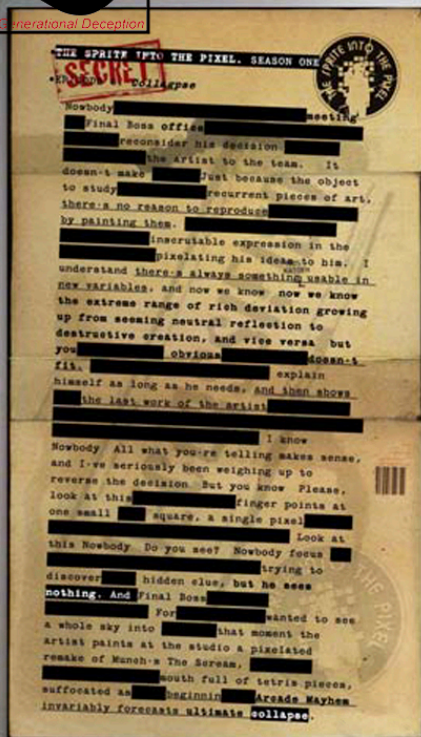 Generational Deception
THE SPRITE INTO THE PIXEL. SEASON ONE
THE SPRITE INTO THE PIXEL
SECRET
Collapse
Nowbody meeting
Final Boss office
reconsider his decision.
the artist to the team. It
doesn-t make Just because the object
to study recurrent pieces of art,
there-s no reason to reproduce
by painting them.
inscrutable expression in the
pixelating his ideas to him. I
understand there-s always something usable in
new variables, and now we know now we know
the extreme range of rich deviation growing
up from seeming neutral reflection to
destructive creation, and vice versa but
you obvious doesn-t
fit. explain
himself as long as he needs, and then shows
the last work of the artist
I know
Nowbody All what you-re telling makes sense,
and I-ve seriously been weighing up to
reverse the decision But you know Please,
look at this finger points at
one small square, a single pixel
Look at
this Nowbody Do you see? Nowbody focus
trying to
discover hidden clue, but he sees
nothing. And Final Boss
For wanted to see
a whole sky into that moment the
artist paints at the studio a pixelated
remake of Munch-s The Scream,
mouth full of tetris pieces,
suffocated as beginnin Arcade Mayhem
invariably forecasts ultimate collapse.
HE PIXEL